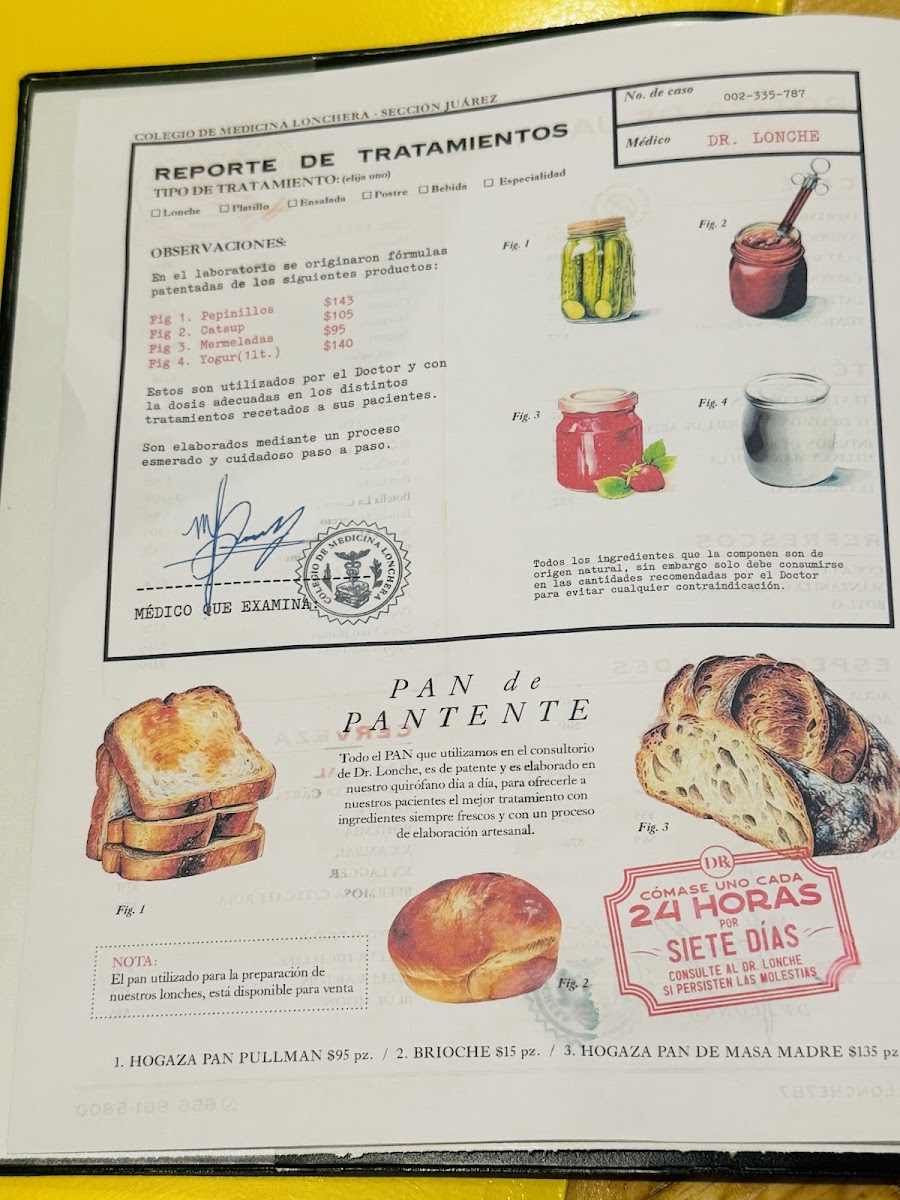 COLEGIO DE MEDICINA LONCHERA - SECCIÓN JUÁREZ
No. de caso 002-335-787
Médico DR. LONCHE
REPORTE DE TRATAMIENTOS
TIPO DE TRATAMIENTO: (elija uno)
☐ Lonche ☐ Platillo ☐ Ensalada ☐ Postre ☐ Bebida ☐ Especialidad
OBSERVACIONES:
En el laboratorio se originaron fórmulas
patentadas de los siguientes productos:
Fig 1. Pepinillos $143
Fig 2. Catsup $105
Fig 3. Mermeladas $95
Fig 4. Yogur(1lt.) $140
Estos son utilizados por el Doctor y con
la dosis adecuadas en los distintos
tratamientos recetados a sus pacientes.
Son elaborados mediante un proceso
esmerado y cuidadoso paso a paso.
MÉDICO QUE EXAMINA:
COLEGIO DE MEDICINA LONCHERA
Fig. 1
Fig. 2
Fig. 3
Fig. 4
Todos los ingredientes que la componen son de
origen natural, sin embargo solo debe consumirse
en las cantidades recomendadas por el Doctor
para evitar cualquier contraindicación.
PAN de
PANTENTE
Todo el PAN que utilizamos en el consultorio
de Dr. Lonche, es de patente y es elaborado en
nuestro quirófano día a día, para ofrecerle a
nuestros pacientes el mejor tratamiento con
ingredientes siempre frescos y con un proceso
de elaboración artesanal.
Fig. 1
Fig. 2
Fig. 3
DR
CÓMASE UNO CADA
24 HORAS
POR
SIETE DÍAS
CONSULTE AL DR. LONCHE
SI PERSISTEN LAS MOLESTIAS
NOTA:
El pan utilizado para la preparación de
nuestros lonches, está disponible para venta
1. HOGAZA PAN PULLMAN $95 pz. / 2. BRIOCHE $15 pz. / 3. HOGAZA PAN DE MASA MADRE $135 pz